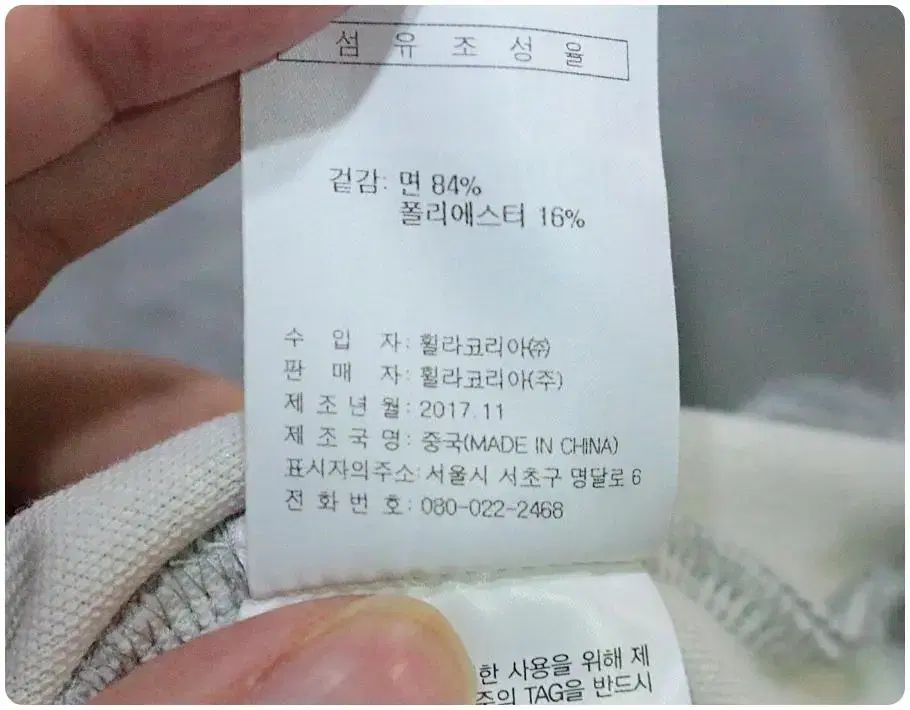 섬 유 조 성 율
겉감: 면 84%
폴리에스터 16%
수 입 자: 휠라코리아㈜
판 매 자: 휠라코리아(주)
제 조 년 월: 2017.11
제 조 국 명: 중국(MADE IN CHINA)
표시자의주소: 서울시 서초구 명달로 6
전 화 번 호: 080-022-2468
한 사용을 위해 제
주의 TAG을 반드시